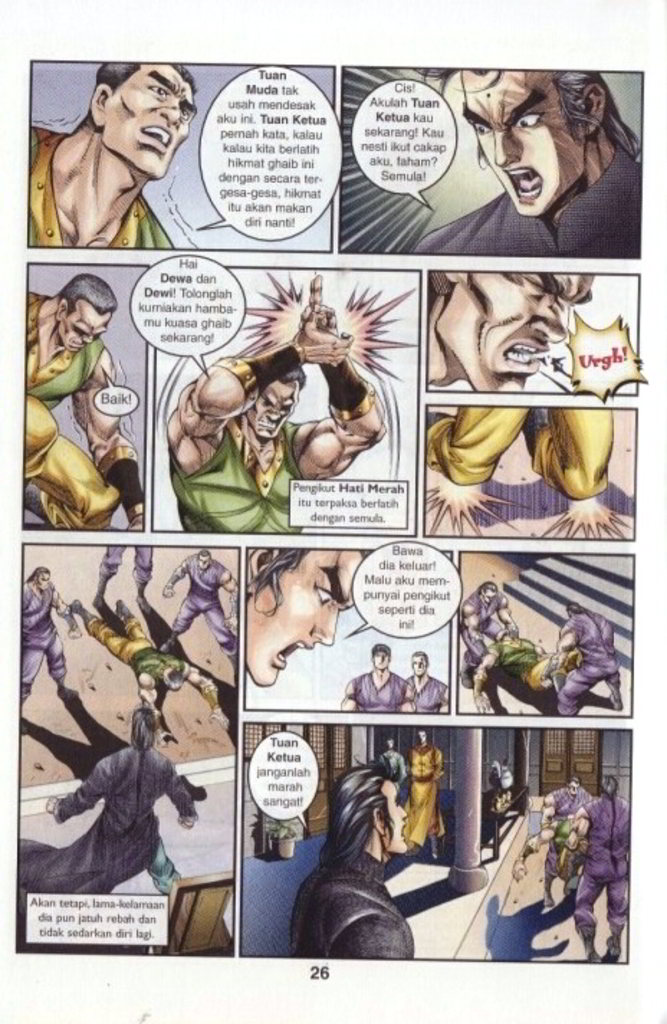 Tuan
Muda tak
usah mendesak
aku ini. Tuan Ketua
pernah kata, kalau
kalau kita berlatih
hikmat ghaib ini
dengan secara ter-
gesa-gesa, hikmat
itu akan makan
diri nanti!
Cis!
Akulah Tuan
Ketua kau
sekarang! Kau
nesti ikut cakap
aku, faham?
Semula!
Baik!
Hai
Dewa dan
Dewi! Tolonglah
kurniakan hamba-
mu kuasa ghaib
sekarang!
Pengikut Hati Merah
itu terpaksa berlatih
dengan semula.
Urgh!
Akan tetapi, lama-kelamaan
dia pun jatuh rebah dan
tidak sedarkan diri lagi.
Bawa
dia keluar!
Malu aku mem-
punyai pengikut
seperti dia
ini!
Tuan
Ketua
janganlah
marah
sangat!
26